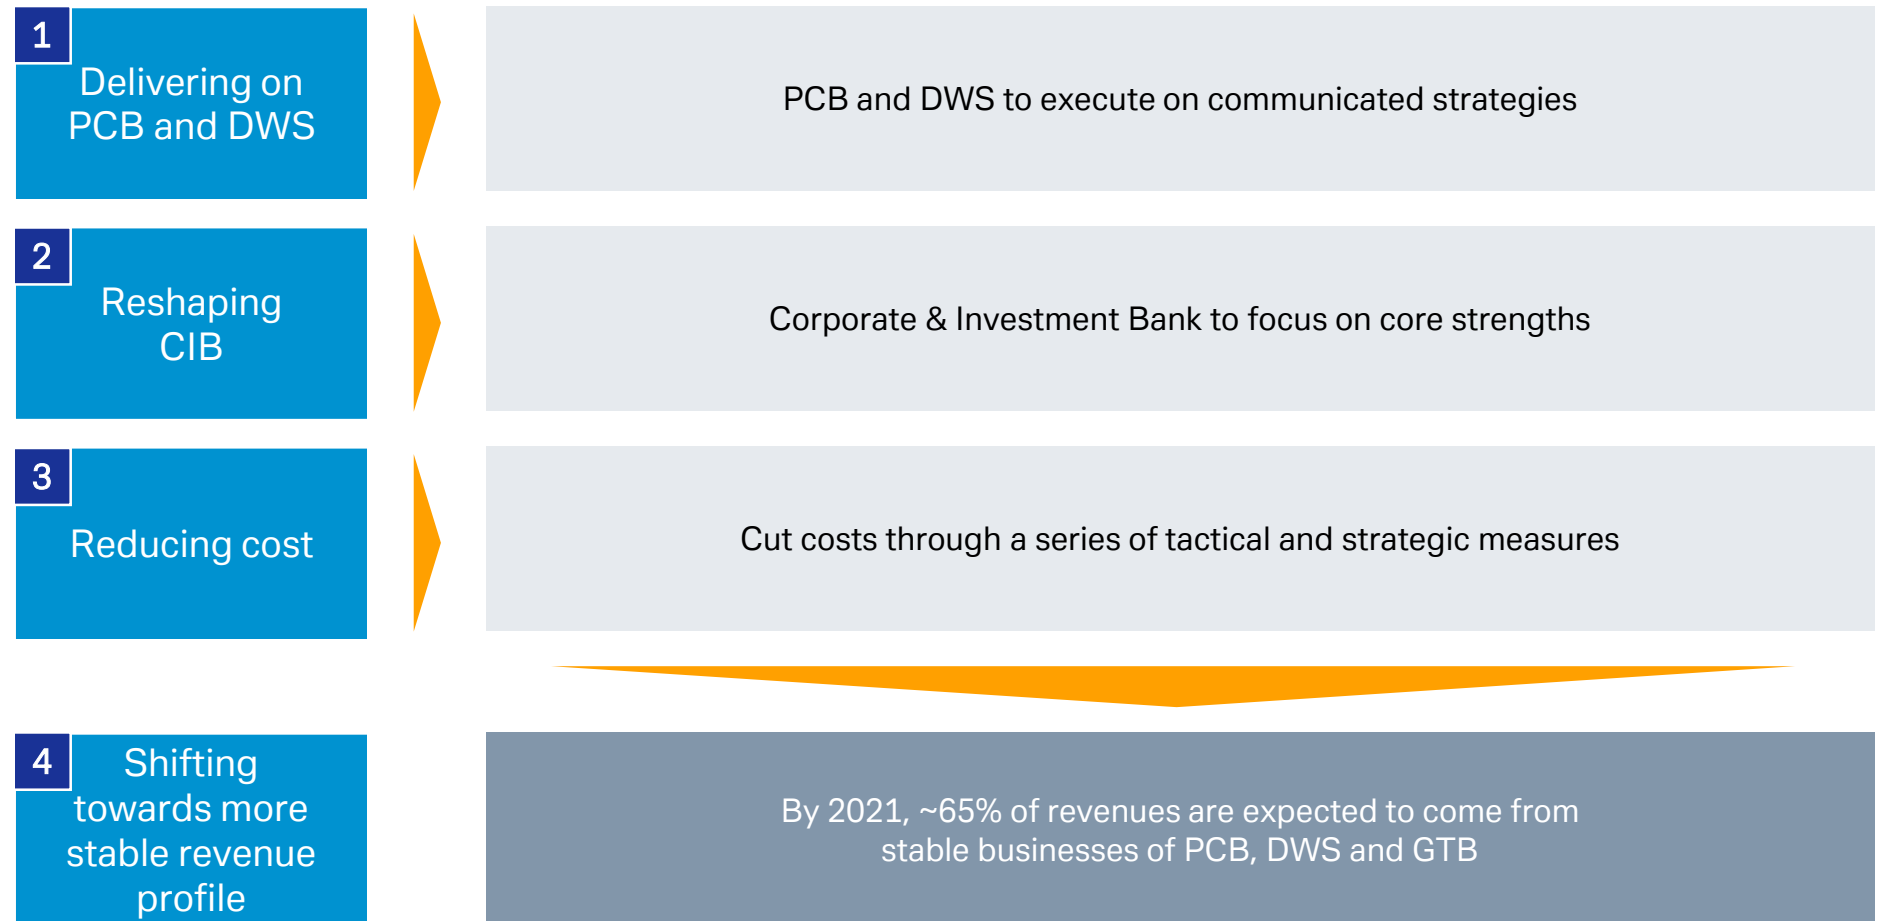 1
Delivering on
PCB and DWS
PCB and DWS to execute on communicated strategies
2
Reshaping
CIB
Corporate & Investment Bank to focus on core strengths
3
Reducing cost
Cut costs through a series of tactical and strategic measures
4
Shifting
towards more
stable revenue
profile
By 2021, ~65% of revenues are expected to come from
stable businesses of PCB, DWS and GTB